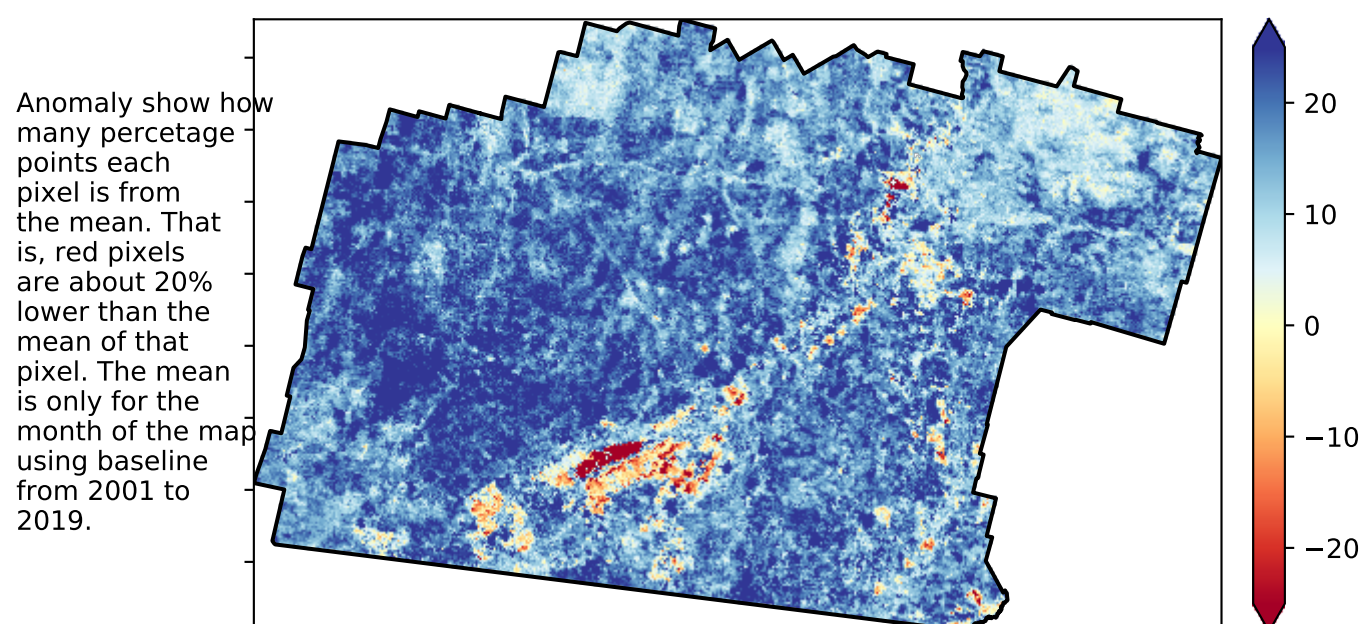 Anomaly show how
many percetage
points each
pixel is from
the mean. That
is, red pixels
are about 20%
lower than the
mean of that
pixel. The mean
is only for the
month of the map
using baseline
from 2001 to
2019.
20
10
0
−10
−20